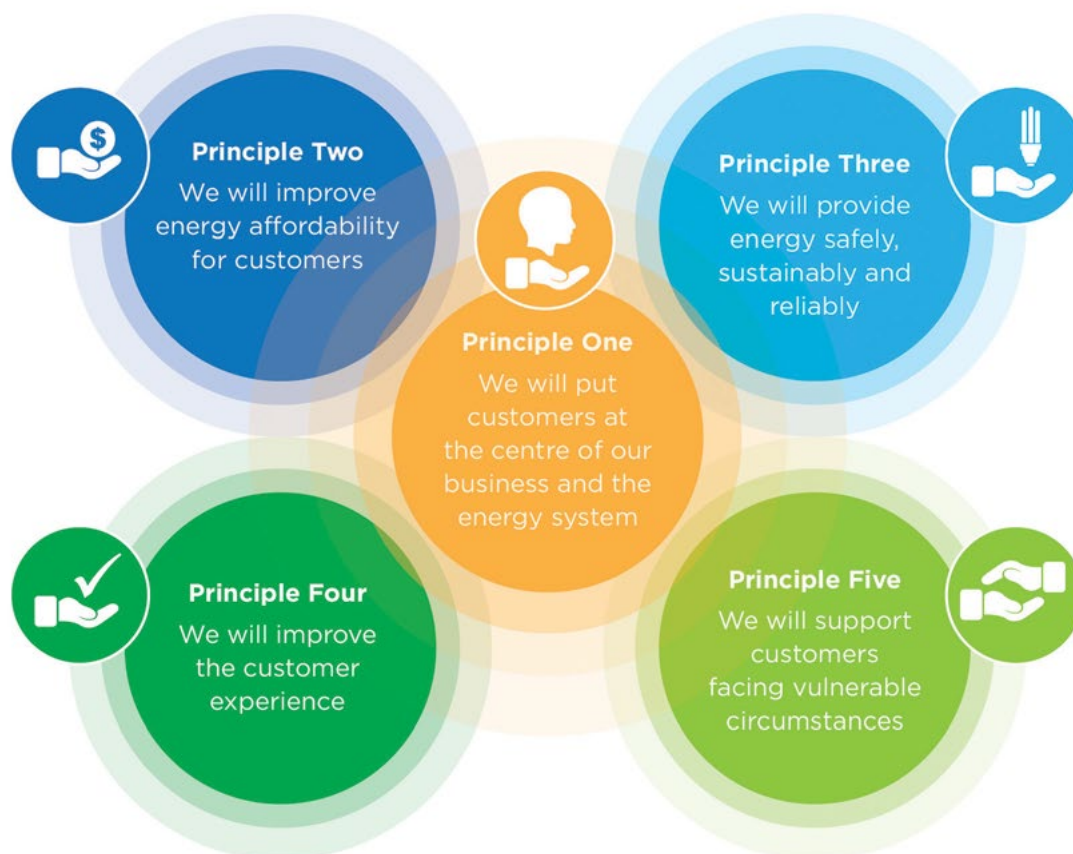 Principle Two
We will improve
energy affordability
for customers
Principle Three
We will provide
energy safely,
sustainably and
reliably
Principle One
We will put
customers at
the centre of our
business and the
energy system
Principle Four
We will improve
the customer
experience
Principle Five
We will support
customers
facing vulnerable
circumstances
$